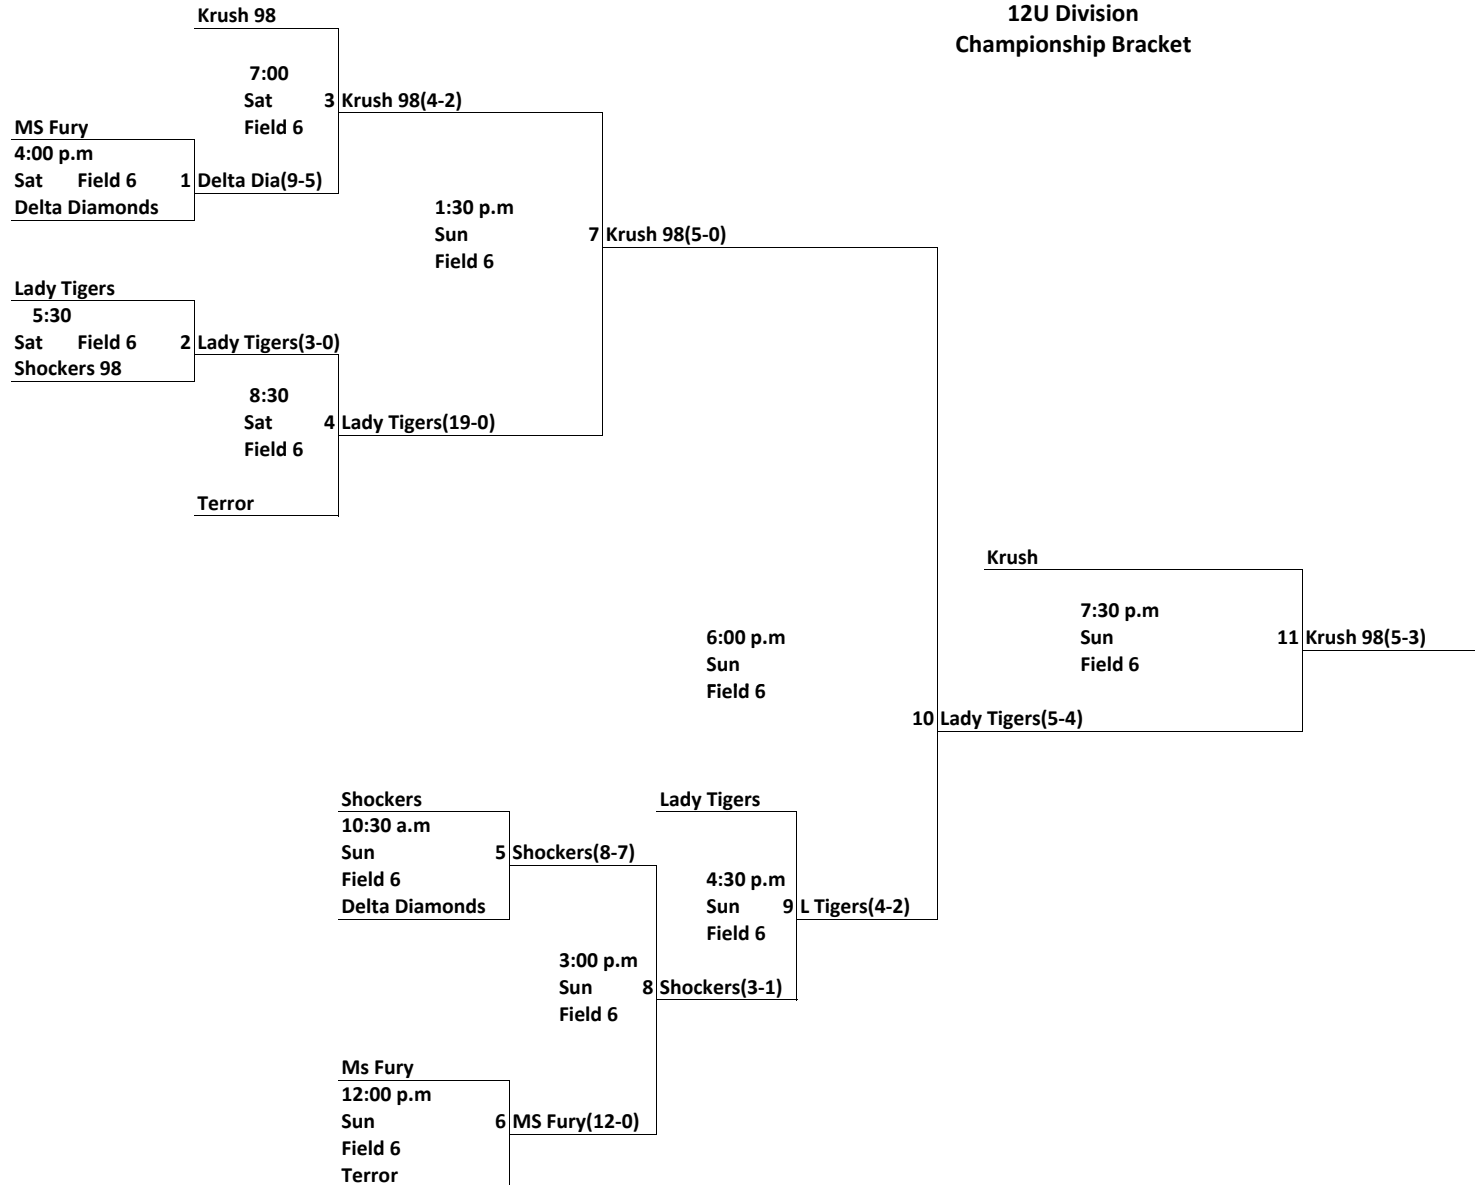 12U Division
Championship Bracket
Krush 98
7:00
Sat 3 Krush 98(4-2)
Field 6
MS Fury
4:00 p.m
Sat Field 6 1 Delta Dia(9-5)
Delta Diamonds
1:30 p.m
Sun 7 Krush 98(5-0)
Field 6
Lady Tigers
5:30
Sat Field 6 2 Lady Tigers(3-0)
Shockers 98
8:30
Sat 4 Lady Tigers(19-0)
Field 6
Terror
Krush
7:30 p.m
Sun 11 Krush 98(5-3)
Field 6
6:00 p.m
Sun
Field 6
10 Lady Tigers(5-4)
Shockers
10:30 a.m
Sun 5 Shockers(8-7)
Field 6
Delta Diamonds
Lady Tigers
4:30 p.m
Sun 9 L Tigers(4-2)
Field 6
3:00 p.m
Sun 8 Shockers(3-1)
Field 6
Ms Fury
12:00 p.m
Sun 6 MS Fury(12-0)
Field 6
Terror